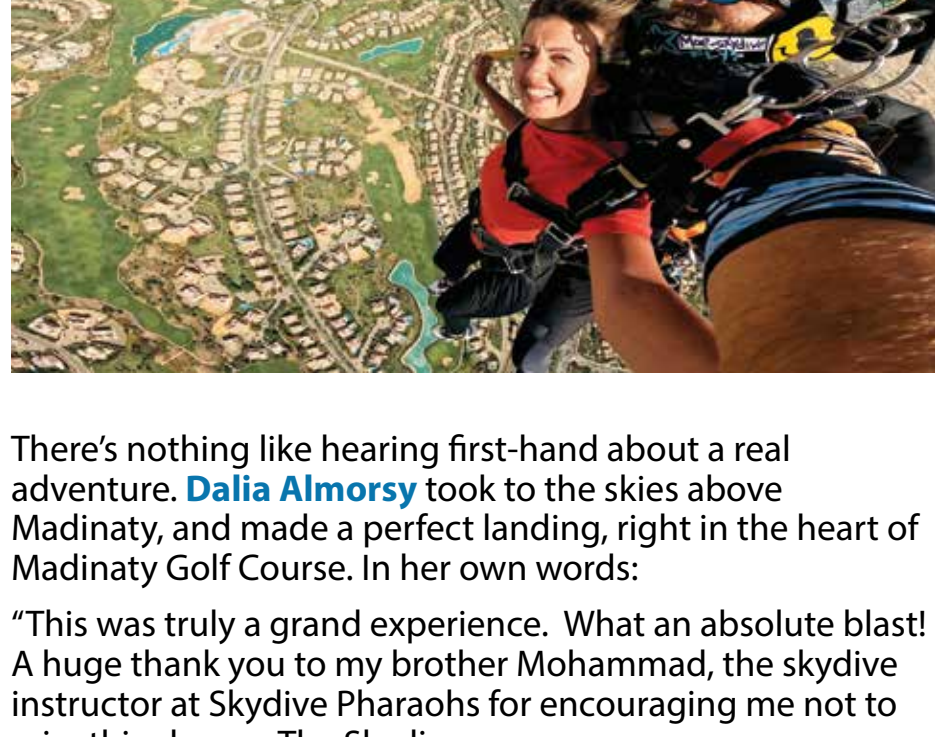 There's nothing like hearing first-hand about a real
adventure. Dalia Almorsy took to the skies above
Madinaty, and made a perfect landing, right in the heart of
Madinaty Golf Course. In her own words:
“This was truly a grand experience.  What an absolute blast!
A huge thank you to my brother Mohammad, the skydive
instructor at Skydive Pharaohs for encouraging me not to